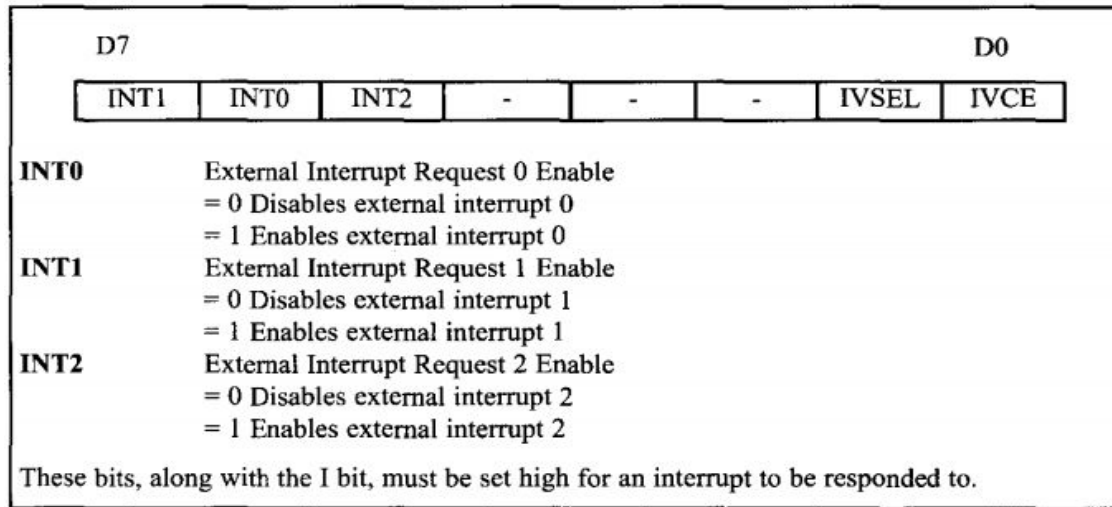 D7 D0
INT1 INT0 INT2 - - - IVSEL IVCE
INT0 External Interrupt Request 0 Enable
= 0 Disables external interrupt 0
= 1 Enables external interrupt 0
INT1 External Interrupt Request 1 Enable
= 0 Disables external interrupt 1
= 1 Enables external interrupt 1
INT2 External Interrupt Request 2 Enable
= 0 Disables external interrupt 2
= 1 Enables external interrupt 2
These bits, along with the I bit, must be set high for an interrupt to be responded to.